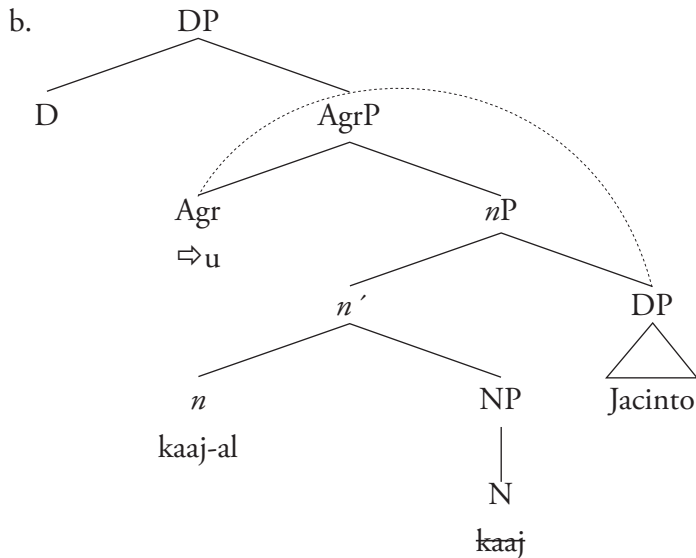 b.
DP
D AgrP
Agr nP
⇨u
n´ DP
n NP Jacinto
kaaj-al
N
kaaj